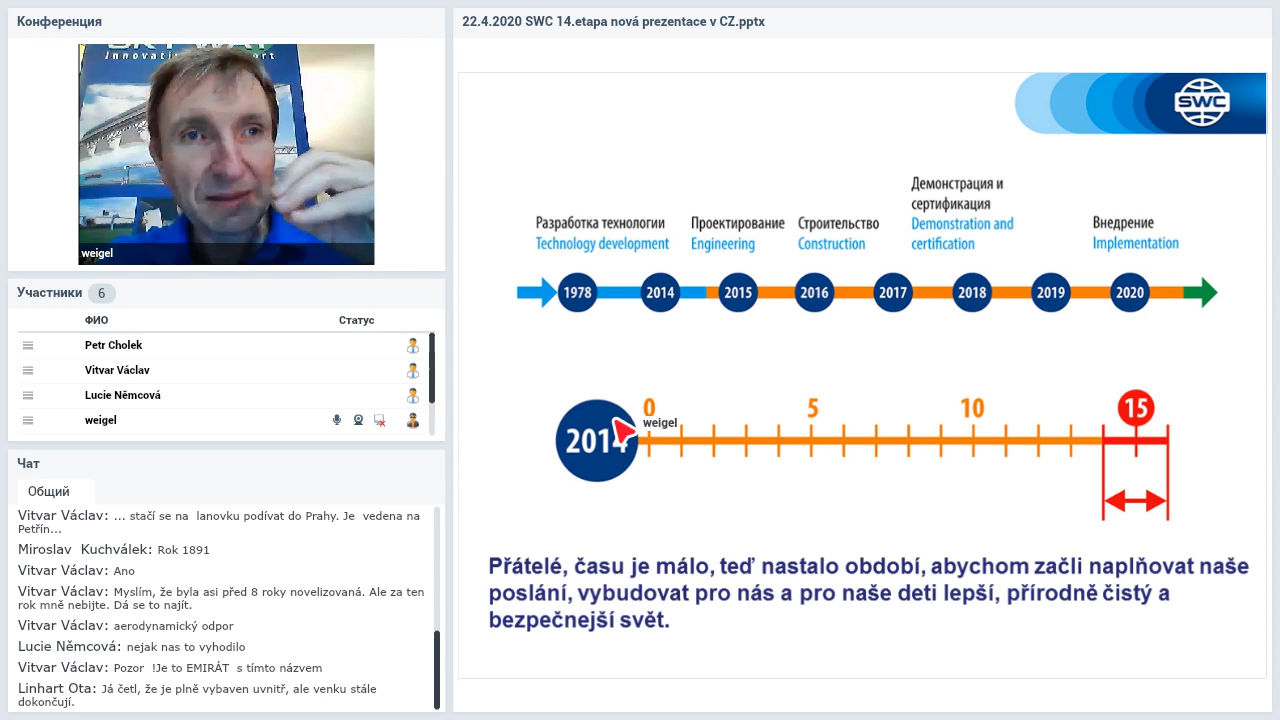 Конференция
SKY WAY
Innovati
ort
weigel
Участники 6
ФИО Статус
Petr Cholek
Vitvar Václav
Lucie Němcová
weigel
Чат
Общий
Vitvar Václav: ... stačí se na lanovku podívat do Prahy. Je vedena na
Petřín...
Miroslav Kuchválek: Rok 1891
Vitvar Václav: Ano
Vitvar Václav: Myslím, že byla asi před 8 roky novelizovaná. Ale za ten
rok mně nebijte. Dá se to najít.
Vitvar Václav: aerodynamický odpor
Lucie Němcová: nejak nas to vyhodilo
Vitvar Václav: Pozor !Je to EMIRÁT s tímto názvem
Linhart Ota: Já četl, že je plně vybaven uvnitř, ale venku stále
dokončují.
22.4.2020 SWC 14.etapa nová prezentace v CZ.pptx
SWC
Разработка технологии
Technology development
Проектирование
Engineering
Строительство
Construction
Демонстрация и
сертификация
Demonstration and
certification
Внедрение
Implementation
1978 2014 2015 2016 2017 2018 2019 2020
0 5 10 15
weigel
2014
Přátelé, času je málo, teď nastalo období, abychom začli naplňovat naše
poslání, vybudovat pro nás a pro naše deti lepší, přírodně čistý a
bezpečnejší svět.